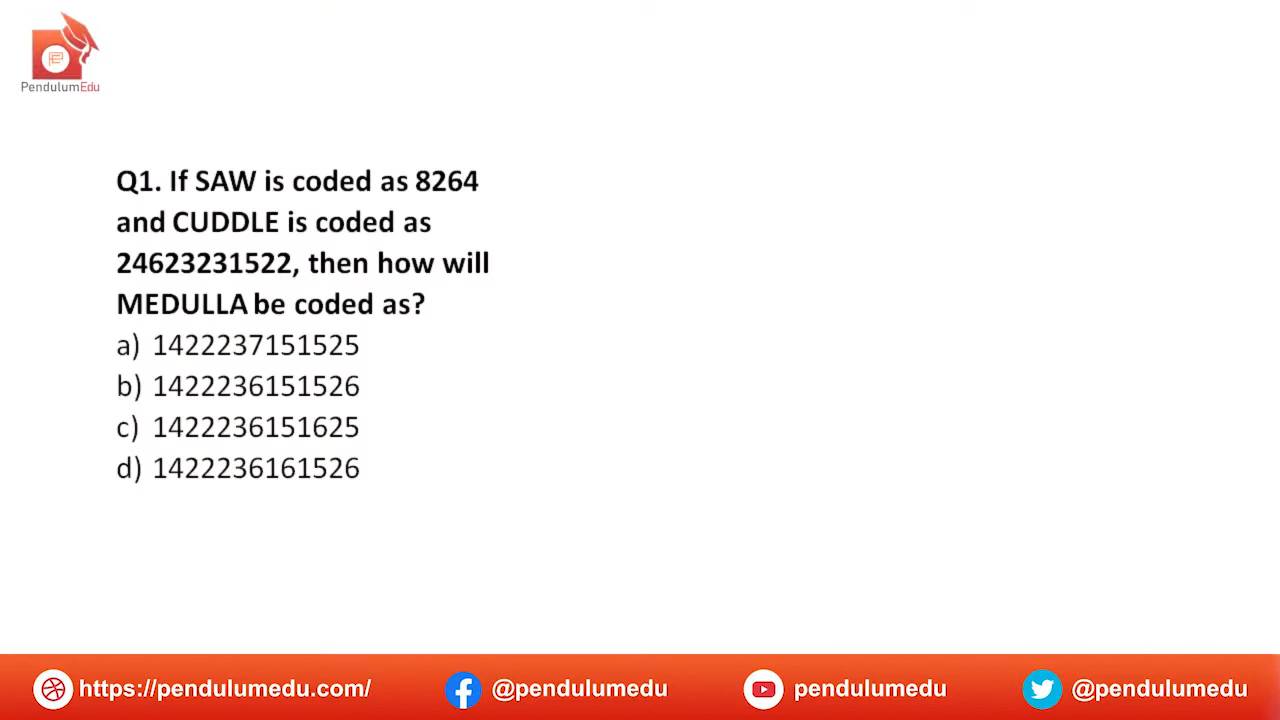 PendulumEdu
Q1. If SAW is coded as 8264
and CUDDLE is coded as
24623231522, then how will
MEDULLA be coded as?
a) 1422237151525
b) 1422236151526
c) 1422236151625
d) 1422236161526
https://pendulumedu.com/ @pendulumedu pendulumedu @pendulumedu